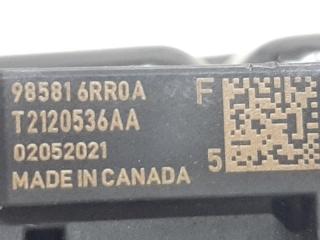 985816RR0A F
T2120536AA
02052021
MADE IN CANADA 5